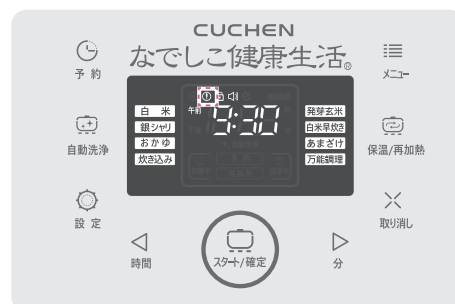 CUCHEN
なでしこ健康生活®
予約
メニュー
午前 9:30
白米
銀シャリ
おかゆ
炊き込み
発芽玄米
白米早炊き
あまざけ
万能調理
自動洗浄
保温/再加熱
設定
取り消し
時間
スタート/確定
分